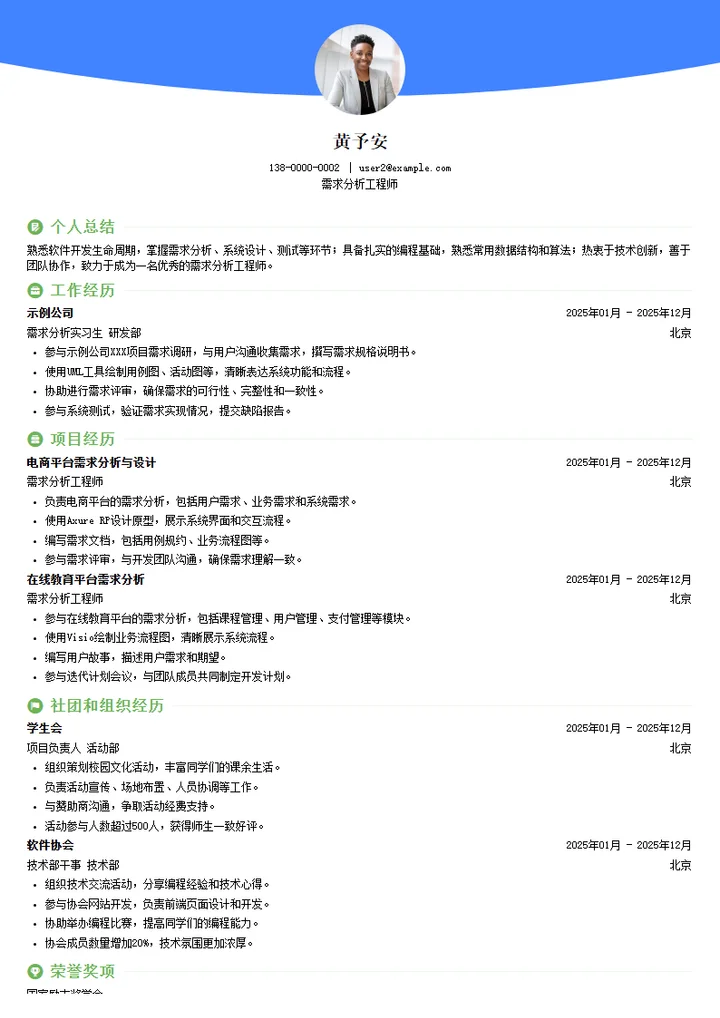 黄予安
138-0000-0002 | user2@example.com
需求分析工程师
个人总结
熟悉软件开发生命周期，掌握需求分析、系统设计、测试等环节；具备扎实的编程基础，熟悉常用数据结构和算法；热衷于技术创新，善于
团队协作，致力于成为一名优秀的需求分析工程师。
工作经历
示例公司 2025年01月 - 2025年12月
需求分析实习生 研发部 北京
• 参与示例公司XXX项目需求调研，与用户沟通收集需求，撰写需求规格说明书。
• 使用UML工具绘制用例图、活动图等，清晰表达系统功能和流程。
• 协助进行需求评审，确保需求的可行性、完整性和一致性。
• 参与系统测试，验证需求实现情况，提交缺陷报告。
项目经历
电商平台需求分析与设计 2025年01月 - 2025年12月
需求分析工程师 北京
• 负责电商平台的需求分析，包括用户需求、业务需求和系统需求。
• 使用Axure RP设计原型，展示系统界面和交互流程。
• 编写需求文档，包括用例规约、业务流程图等。
• 参与需求评审，与开发团队沟通，确保需求理解一致。
在线教育平台需求分析 2025年01月 - 2025年12月
需求分析工程师 北京
• 参与在线教育平台的需求分析，包括课程管理、用户管理、支付管理等模块。
• 使用Visio绘制业务流程图，清晰展示系统流程。
• 编写用户故事，描述用户需求和期望。
• 参与迭代计划会议，与团队成员共同制定开发计划。
社团和组织经历
学生会 2025年01月 - 2025年12月
项目负责人 活动部 北京
• 组织策划校园文化活动，丰富同学们的课余生活。
• 负责活动宣传、场地布置、人员协调等工作。
• 与赞助商沟通，争取活动经费支持。
• 活动参与人数超过500人，获得师生一致好评。
软件协会 2025年01月 - 2025年12月
技术部干事 技术部 北京
• 组织技术交流活动，分享编程经验和技术心得。
• 参与协会网站开发，负责前端页面设计和开发。
• 协助举办编程比赛，提高同学们的编程能力。
• 协会成员数量增加20%，技术氛围更加浓厚。
荣誉奖项